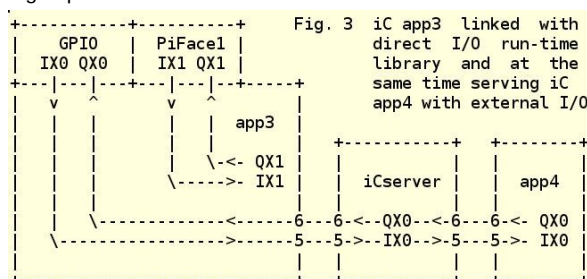 +-----------+----------+      Fig. 3  iC app3  linked  with
|    GPIO   |  PiFace1 |              direct  I/O  run-time
|  IX0 QX0  |  IX1 QX1 |              library  and  at  the
+---|---|---+---|---|--+-----+        same time serving iC
|   v   ^       v   ^        |        app4 with external I/O
|   |   |       |   |  app3  |
|   |   |       |   |        |   +-----------+   +--------+
|   |   |       |   \-<- QX1 |   |           |   |        |
|   |   |       \----->- IX1 |   | iCserver  |   |  app4  |
|   |   |                    |   |           |   |        |
|   |   \-------------<------6---6-<--QX0--<-6---6-<- QX0 |
|   \----------------->------5---5->--IX0-->-5---5->- IX0 |
|                            |   |           |   |        |